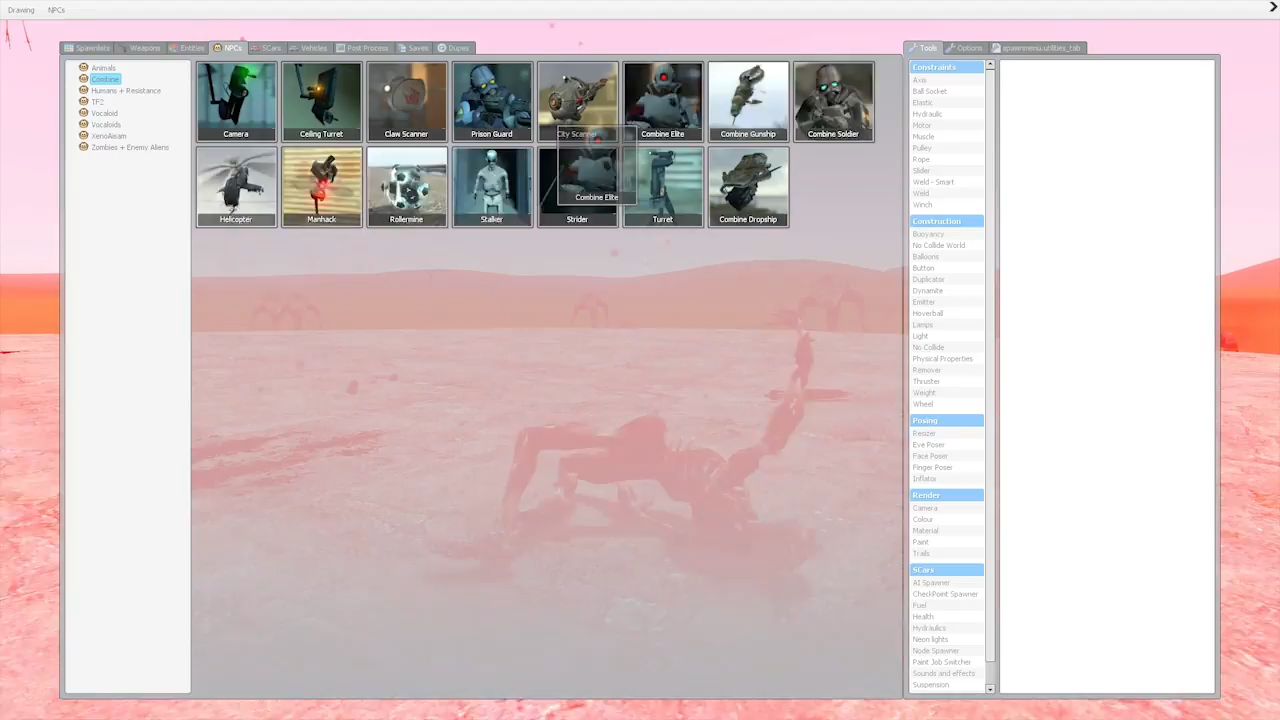 Drawing NPCs
Spawnlists Weapons Entities NPCs SCars Vehicles Post Process Saves Dupes
Tools Options spawnmenu.utilities_tab
Animals
Combine
Humans + Resistance
TF2
Vocaloid
Vocaloids
XenoAisam
Zombies + Enemy Aliens
Camera Ceiling Turret Claw Scanner Prison Guard City Scanner Combine Elite Combine Gunship Combine Soldier
Combine Elite
Helicopter Manhack Rollermine Stalker Strider Turret Combine Dropship
Constraints
Axis
Ball Socket
Elastic
Hydraulic
Motor
Muscle
Pulley
Rope
Slider
Weld - Smart
Weld
Winch
Construction
Buoyancy
No Collide World
Balloons
Button
Duplicator
Dynamite
Emitter
Hoverball
Lamps
Light
No Collide
Physical Properties
Remover
Thruster
Weight
Wheel
Posing
Resizer
Eye Poser
Face Poser
Finger Poser
Inflator
Render
Camera
Colour
Material
Paint
Trails
SCars
AI Spawner
CheckPoint Spawner
Fuel
Health
Hydraulics
Neon lights
Node Spawner
Paint Job Switcher
Sounds and effects
Suspension